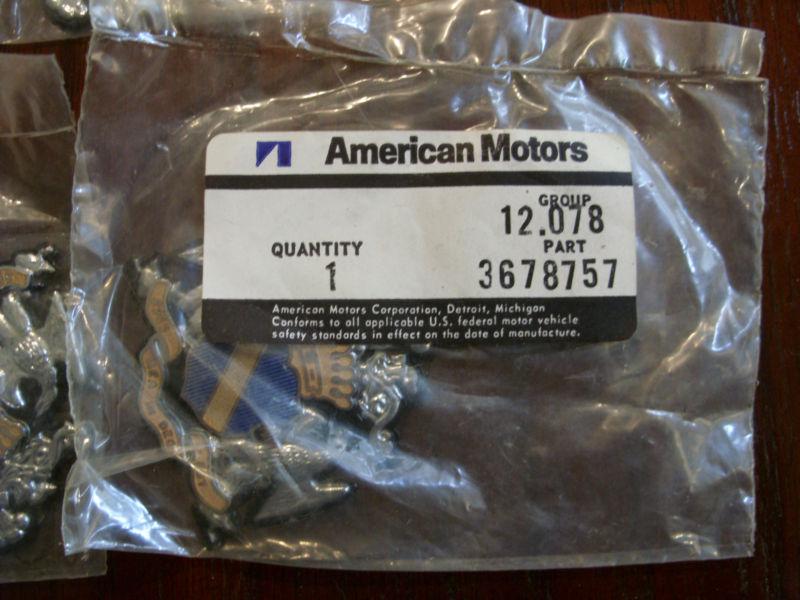 American Motors
GROUP
12.078
QUANTITY
PART
1
3678757
American Motors Corporation, Detroit, Michigan
Conforms to all applicable U.S. federal motor vehicle
safety standards in effect on the date of manufacture.